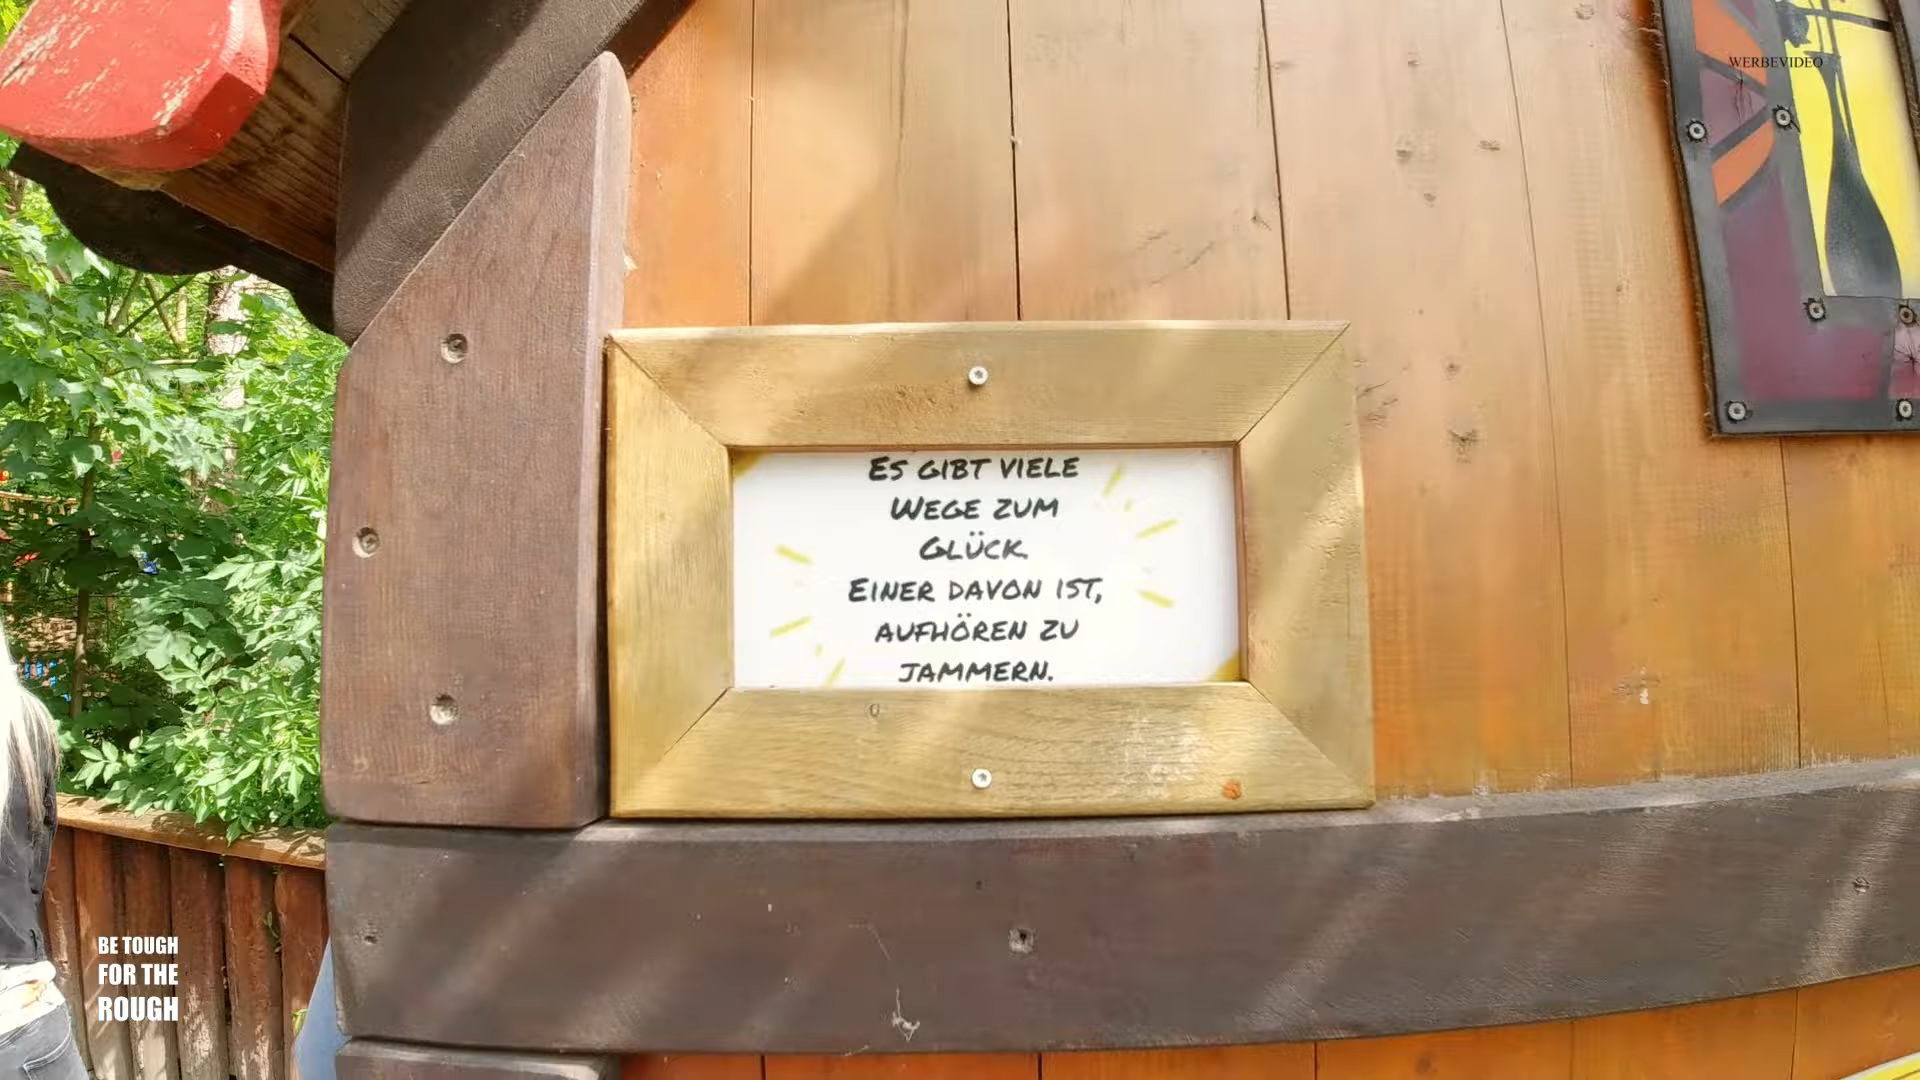 WERBEVIDEO
ES GIBT VIELE
WEGE ZUM
GLÜCK.
EINER DAVON IST,
AUFHÖREN ZU
JAMMERN.
BE TOUGH
FOR THE
ROUGH